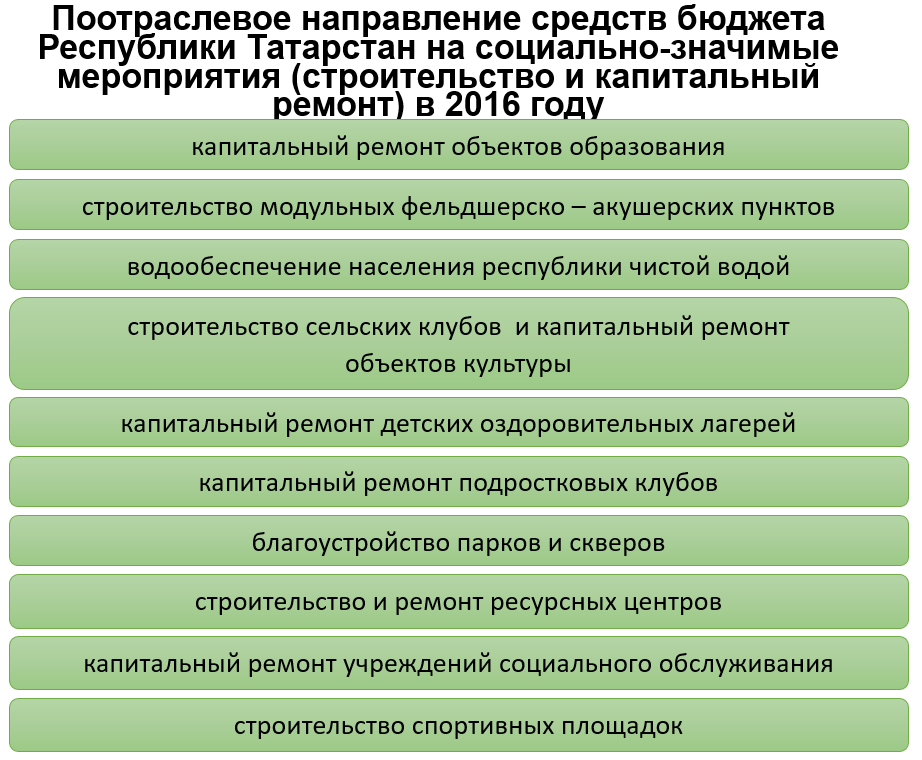 Поотраслевое направление средств бюджета
Республики Татарстан на социально-значимые
мероприятия (строительство и капитальный
ремонт) в 2016 году
капитальный ремонт объектов образования
строительство модульных фельдшерско – акушерских пунктов
водообеспечение населения республики чистой водой
строительство сельских клубов  и капитальный ремонт
объектов культуры
капитальный ремонт детских оздоровительных лагерей
капитальный ремонт подростковых клубов
благоустройство парков и скверов
строительство и ремонт ресурсных центров
капитальный ремонт учреждений социального обслуживания
строительство спортивных площадок